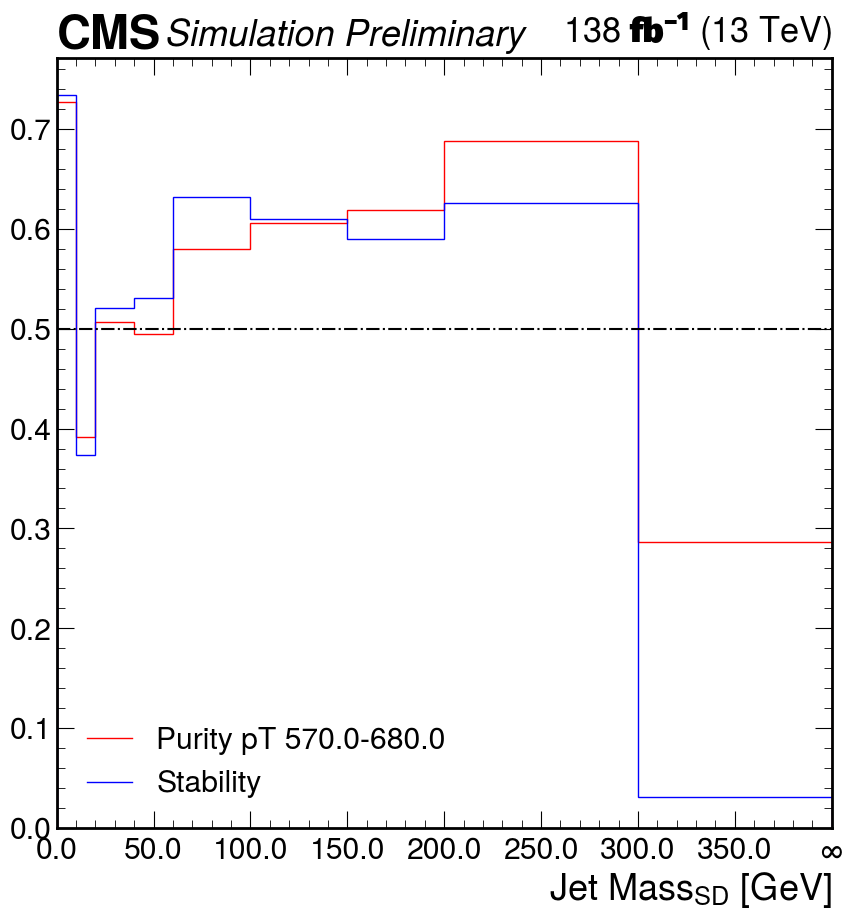 CMS Simulation Preliminary 138 fb⁻¹ (13 TeV)
0.7
0.6
0.5
0.4
0.3
0.2
0.1
0.0
Purity pT 570.0-680.0
Stability
0.0 50.0 100.0 150.0 200.0 250.0 300.0 350.0 ∞
Jet Mass_SD [GeV]